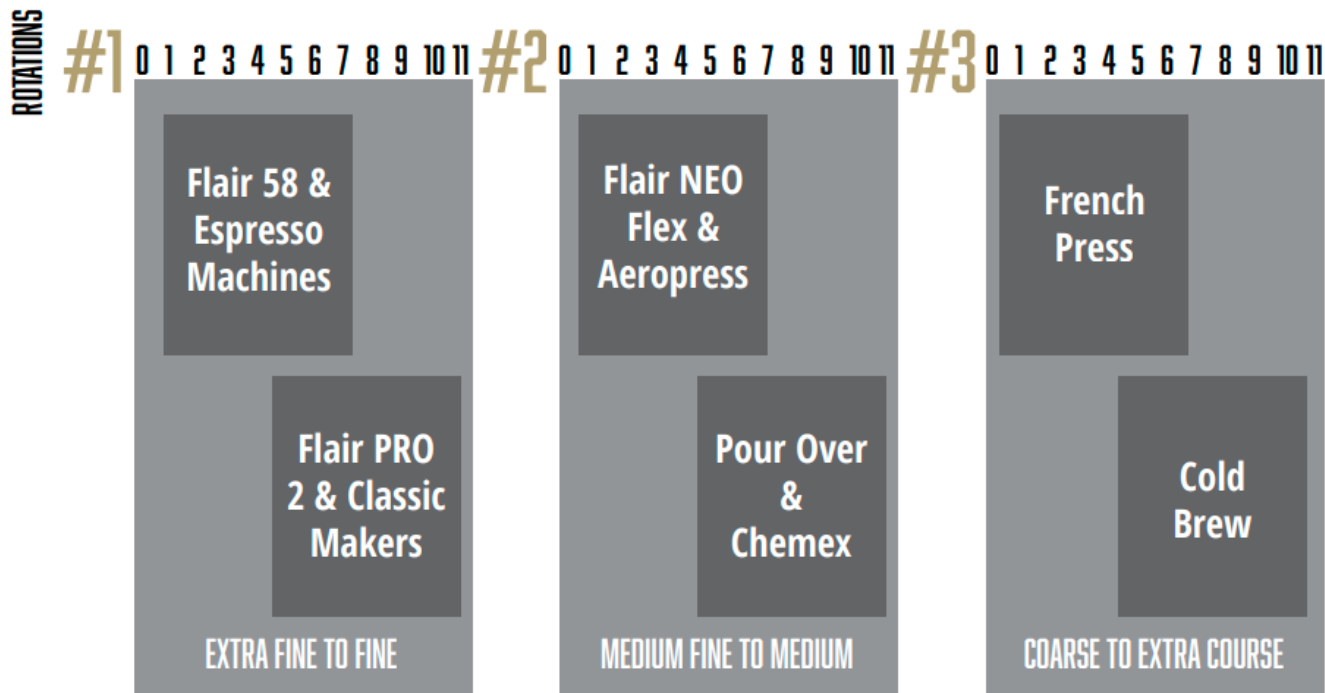 ROTATIONS
#1 0 1 2 3 4 5 6 7 8 9 10 11
#2 0 1 2 3 4 5 6 7 8 9 10 11
#3 0 1 2 3 4 5 6 7 8 9 10 11
Flair 58 &
Espresso
Machines
Flair PRO
2 & Classic
Makers
EXTRA FINE TO FINE
Flair NEO
Flex &
Aeropress
Pour Over
&
Chemex
MEDIUM FINE TO MEDIUM
French
Press
Cold
Brew
COARSE TO EXTRA COURSE